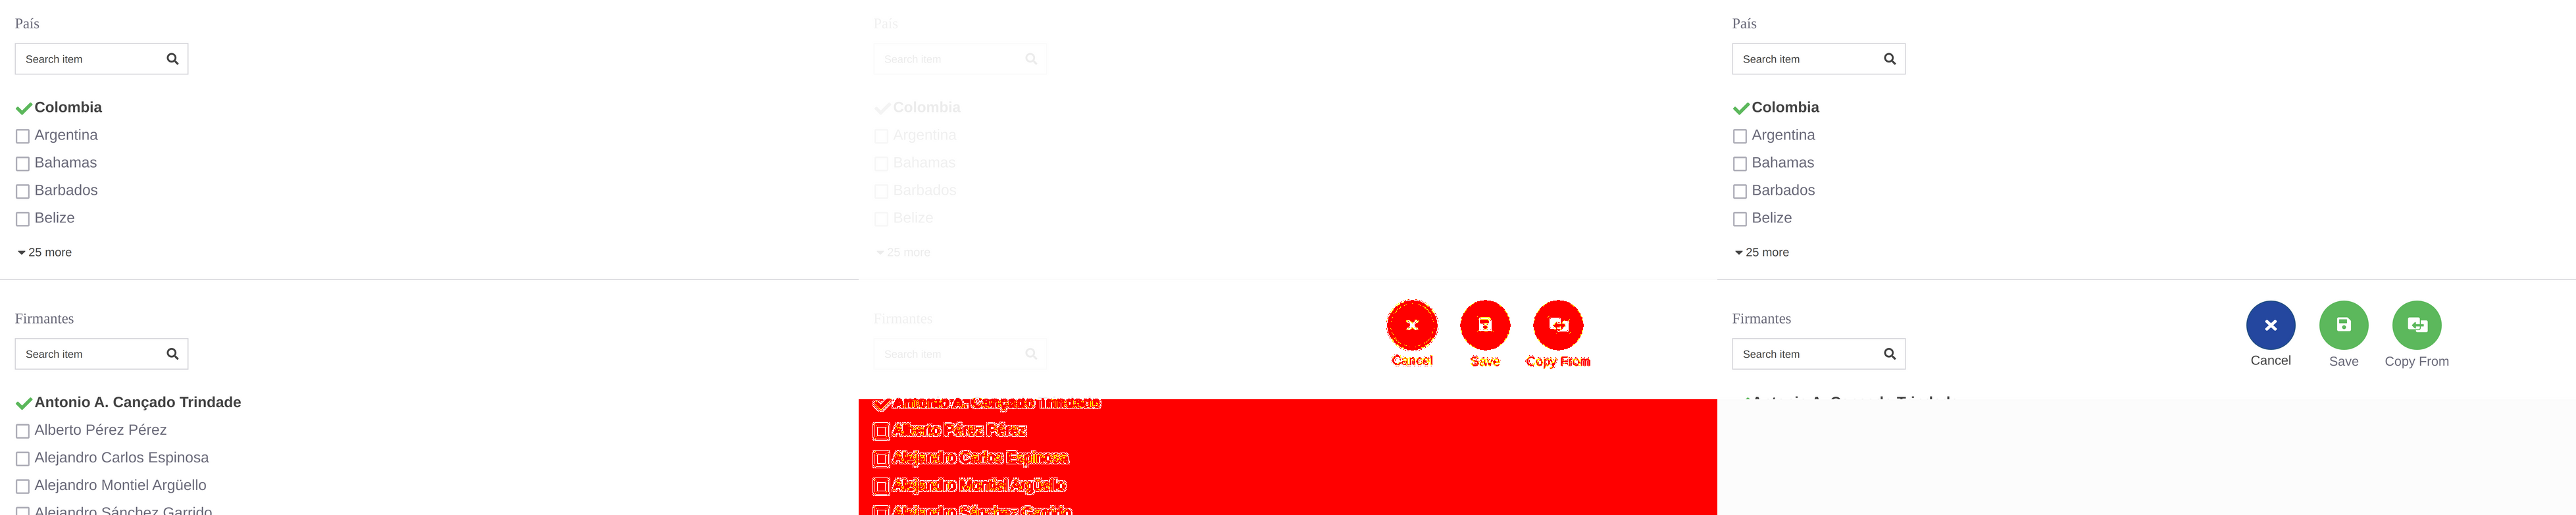 País
Search item
Colombia
Argentina
Bahamas
Barbados
Belize
25 more
Firmantes
Search item
Antonio A. Cançado Trindade
Alberto Pérez Pérez
Alejandro Carlos Espinosa
Alejandro Montiel Argüello
Alejandro Sánchez Garrido
País
Search item
Colombia
Argentina
Bahamas
Barbados
Belize
25 more
Firmantes
Search item
Cancel
Save
Copy From
Antonio A. Cançado Trindade
Alberto Pérez Pérez
Alejandro Carlos Espinosa
Alejandro Montiel Argüello
Alejandro Sánchez Garrido
País
Search item
Colombia
Argentina
Bahamas
Barbados
Belize
25 more
Firmantes
Search item
Cancel
Save
Copy From